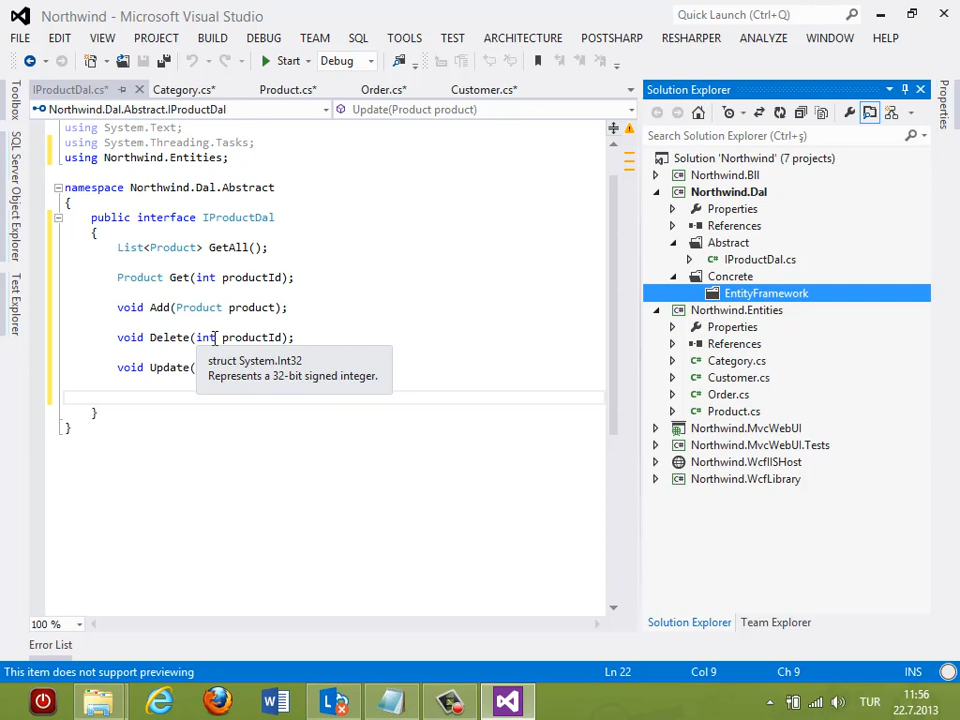 Northwind - Microsoft Visual Studio
Quick Launch (Ctrl+Q)
FILE EDIT VIEW PROJECT BUILD DEBUG TEAM SQL TOOLS TEST ARCHITECTURE POSTSHARP RESHARPER ANALYZE WINDOW HELP
Start Debug
Toolbox
SQL Server Object Explorer
Test Explorer
IProductDal.cs* Category.cs* Product.cs* Order.cs* Customer.cs*
Northwind.Dal.Abstract.IProductDal
Update(Product product)
using System.Text;
using System.Threading.Tasks;
using Northwind.Entities;
namespace Northwind.Dal.Abstract
{
public interface IProductDal
{
List<Product> GetAll();
Product Get(int productId);
void Add(Product product);
void Delete(int productId);
void Update(
struct System.Int32
Represents a 32-bit signed integer.
}
}
100 %
Error List
Solution Explorer
Search Solution Explorer (Ctrl+ş)
Solution 'Northwind' (7 projects)
Northwind.Bll
Northwind.Dal
Properties
References
Abstract
IProductDal.cs
Concrete
EntityFramework
Northwind.Entities
Properties
References
Category.cs
Customer.cs
Order.cs
Product.cs
Northwind.MvcWebUI
Northwind.MvcWebUI.Tests
Northwind.WcfIISHost
Northwind.WcfLibrary
Solution Explorer Team Explorer
Properties
This item does not support previewing
Ln 22 Col 9 Ch 9 INS
TUR
11:56
22.7.2013